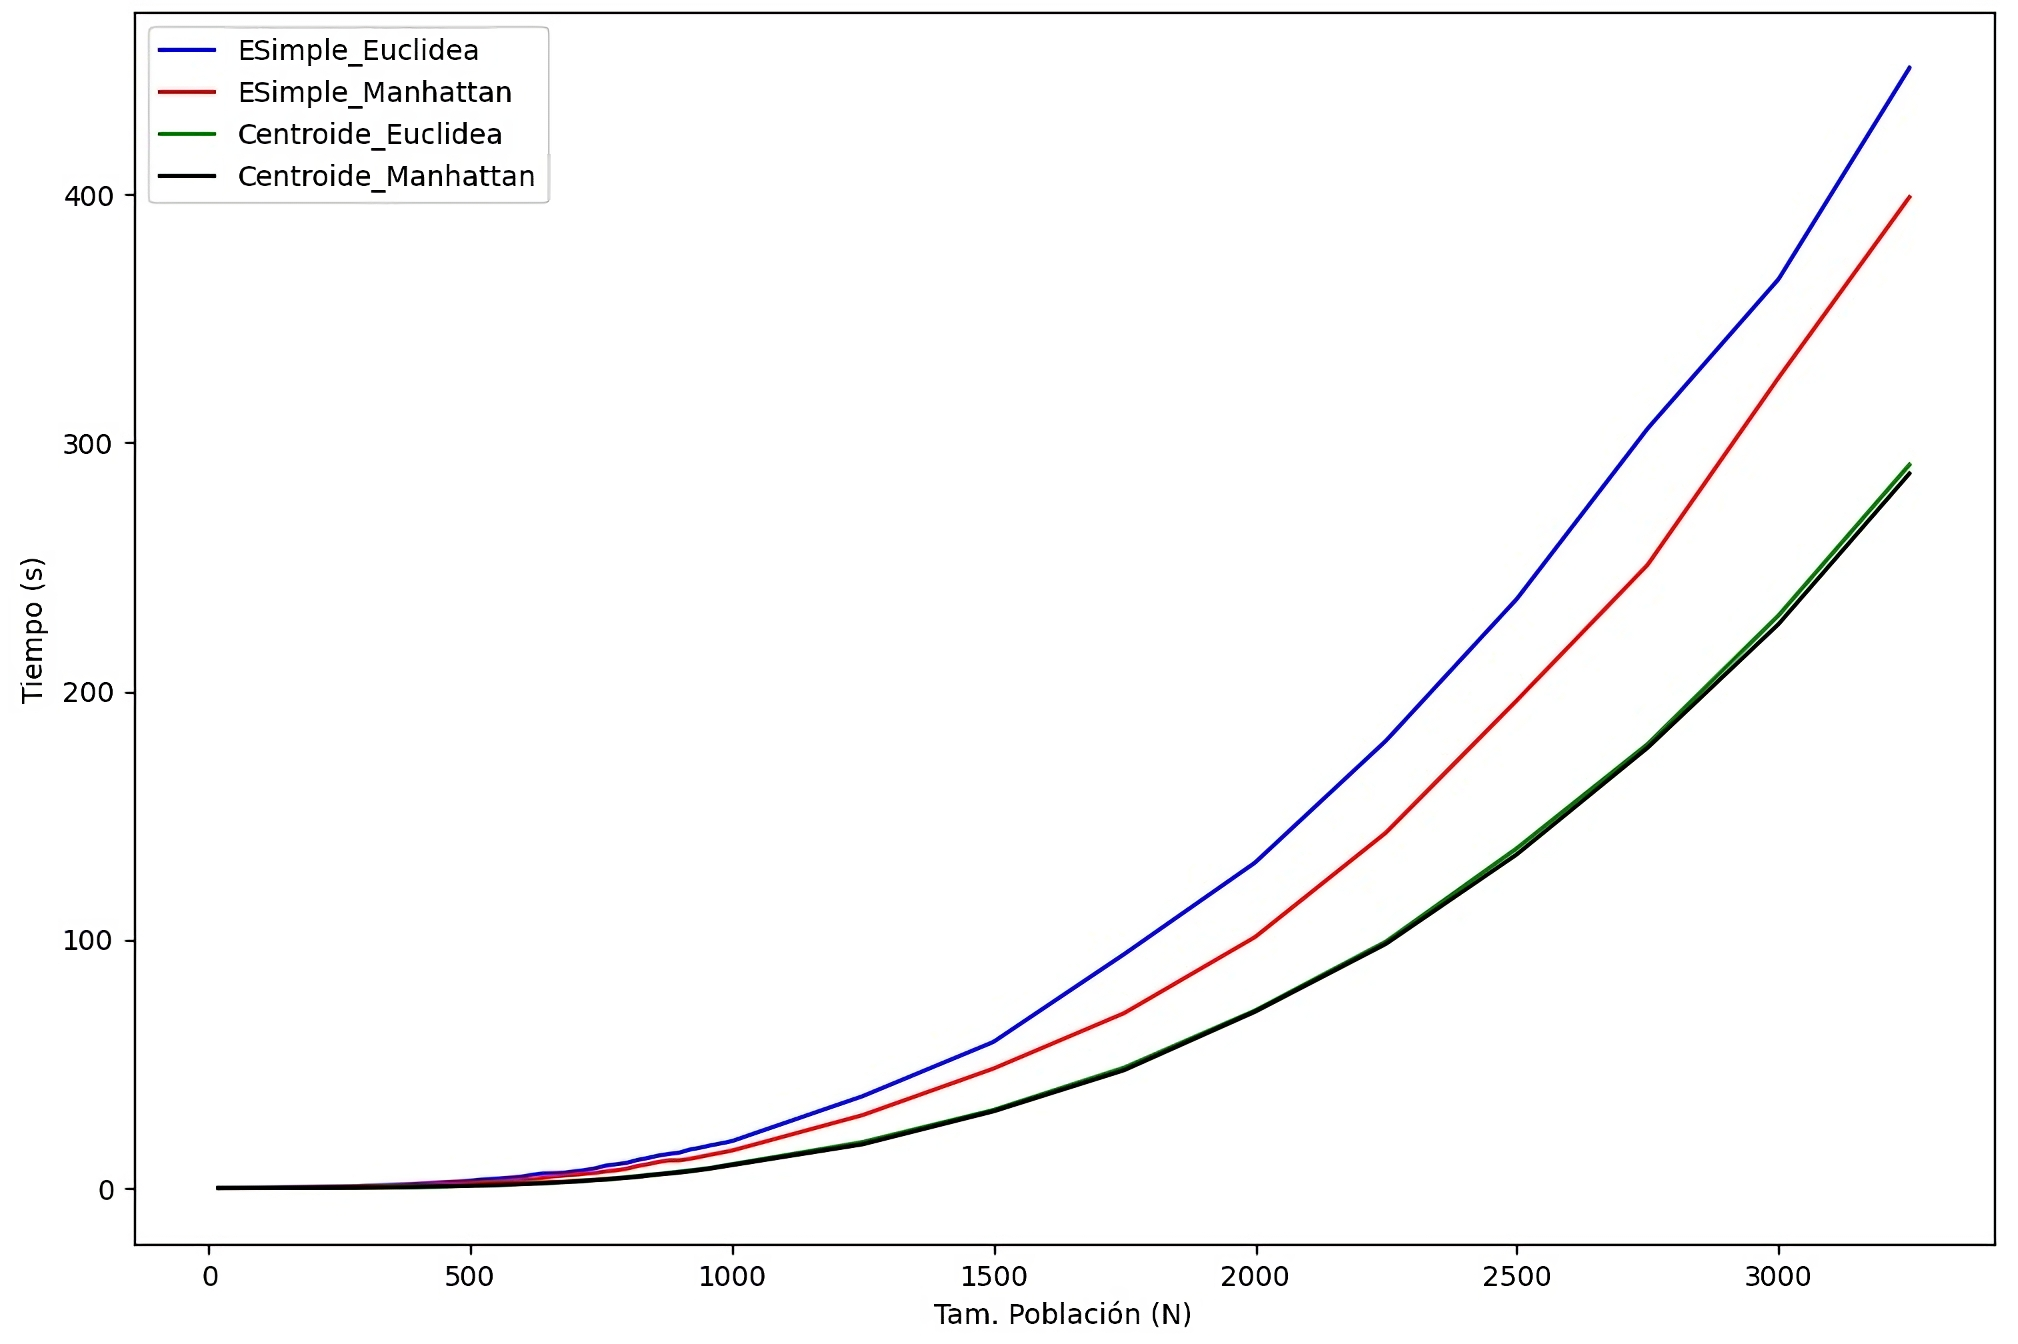 ESimple_Euclidea
ESimple_Manhattan
Centroide_Euclidea
Centroide_Manhattan
400
300
200
100
0
Tiempo (s)
0 500 1000 1500 2000 2500 3000
Tam. Población (N)